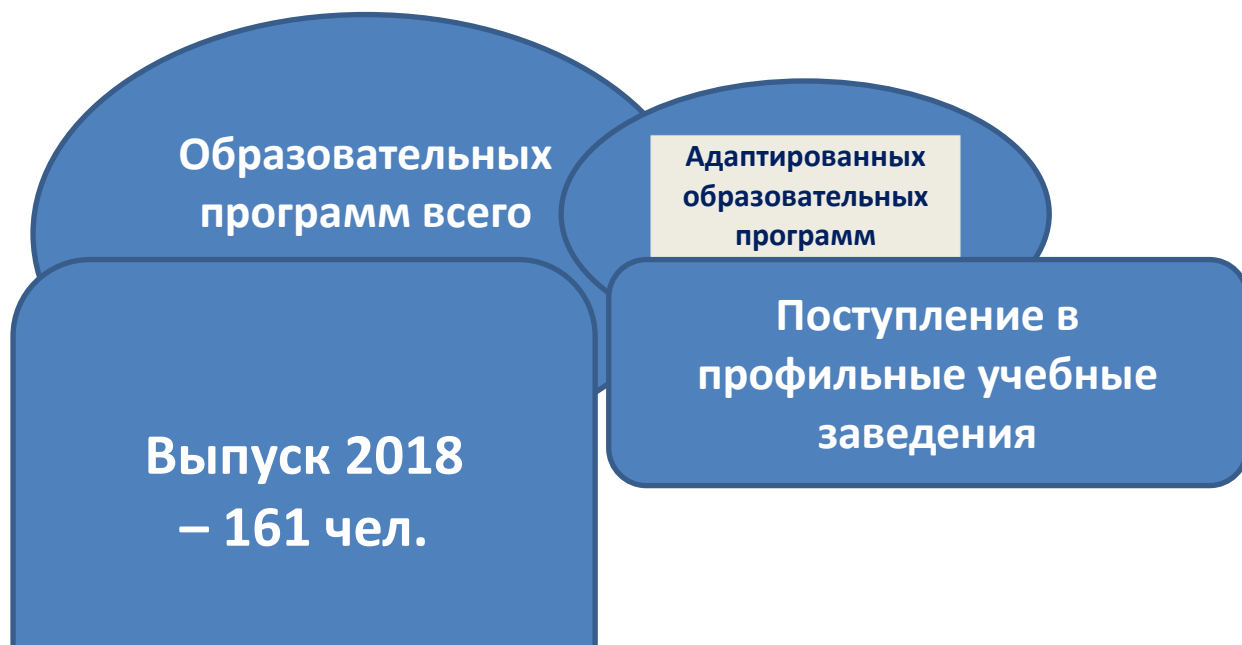 Образовательных
программ всего
Адаптированных
образовательных
программ
Поступление в
профильные учебные
заведения
Выпуск 2018
– 161 чел.